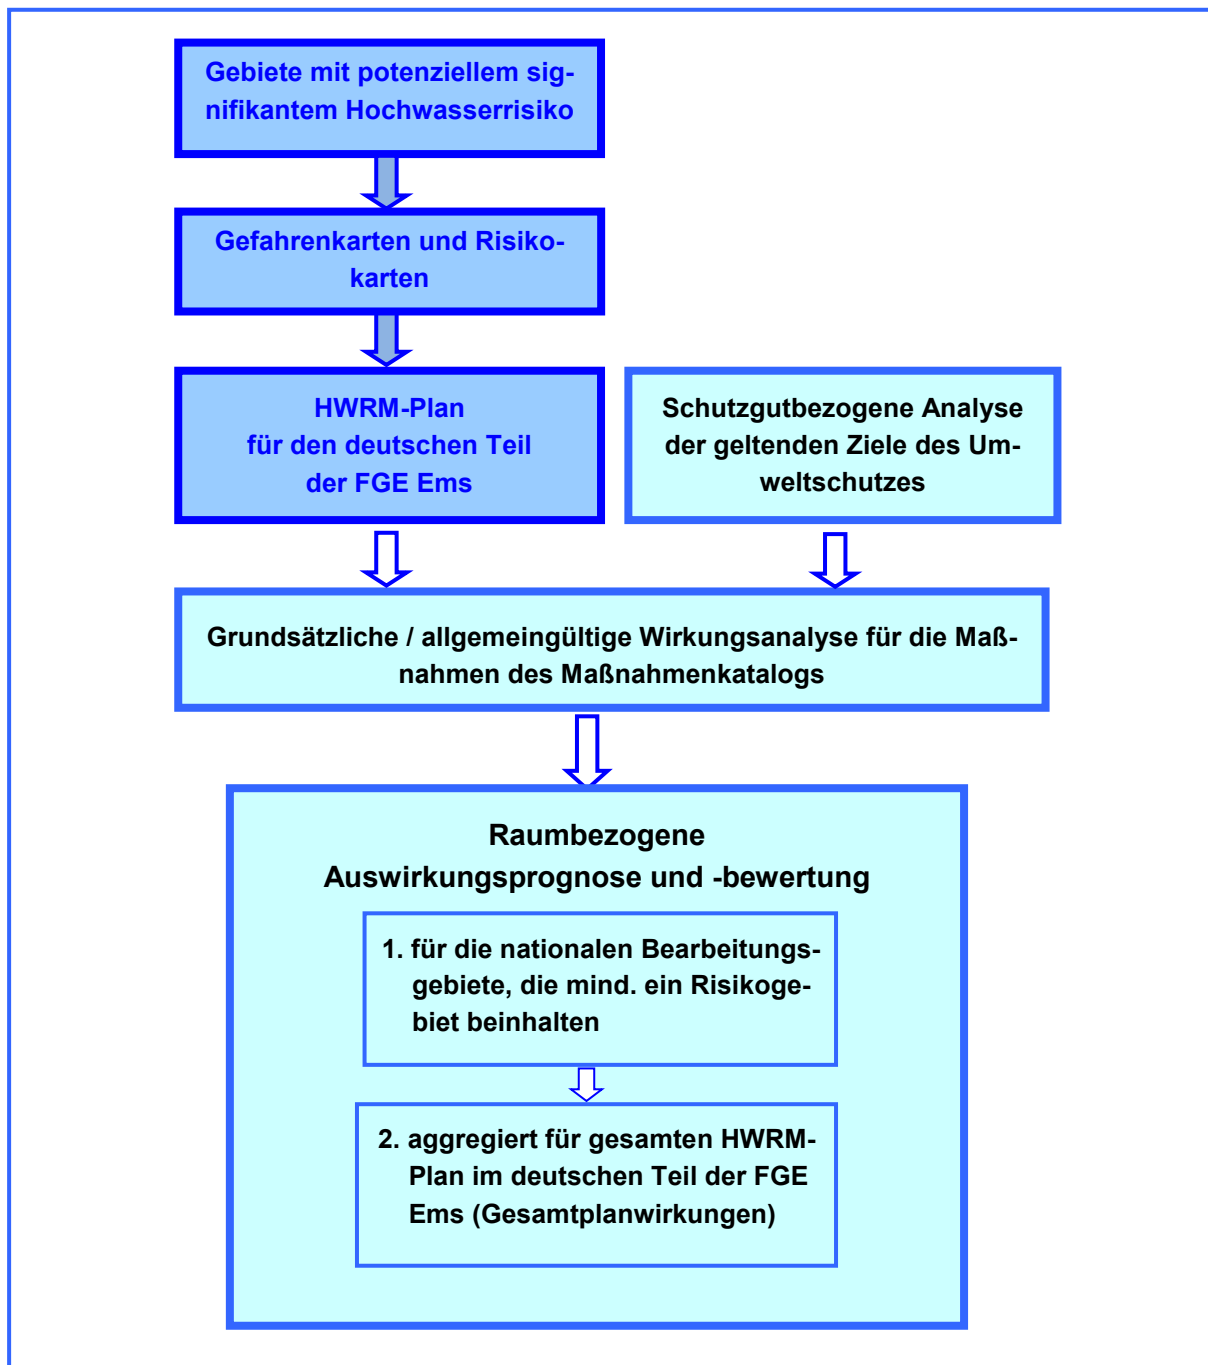 Gebiete mit potenziellem sig-
nifikantem Hochwasserrisiko
Gefahrenkarten und Risiko-
karten
HWRM-Plan
für den deutschen Teil
der FGE Ems
Schutzgutbezogene Analyse
der geltenden Ziele des Um-
weltschutzes
Grundsätzliche / allgemeingültige Wirkungsanalyse für die Maß-
nahmen des Maßnahmenkatalogs
Raumbezogene
Auswirkungsprognose und -bewertung
1. für die nationalen Bearbeitungs-
gebiete, die mind. ein Risikoge-
biet beinhalten
2. aggregiert für gesamten HWRM-
Plan im deutschen Teil der FGE
Ems (Gesamtplanwirkungen)